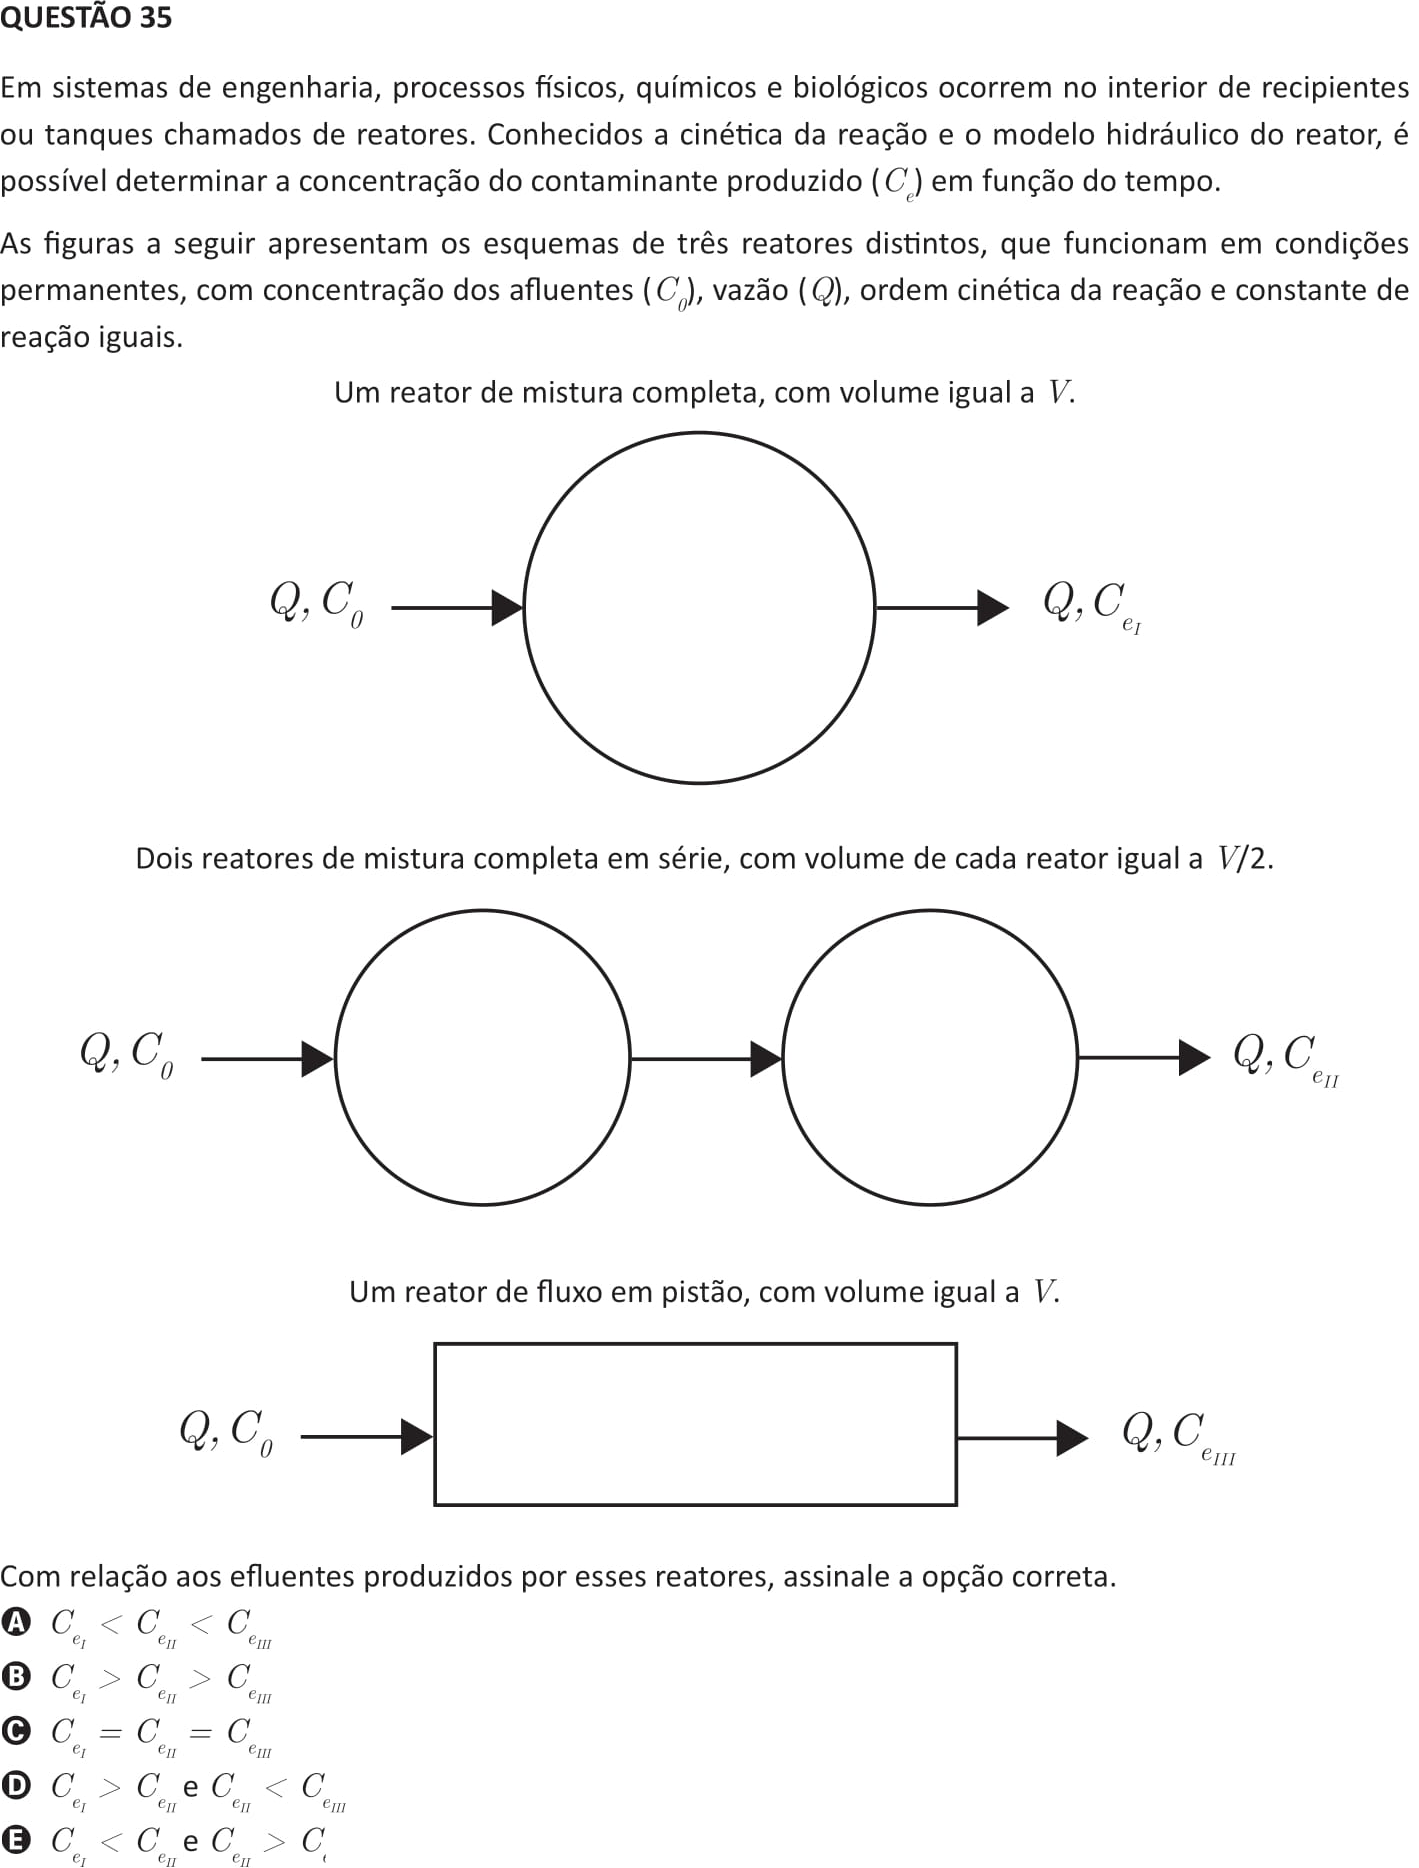 QUESTÃO 35
Em sistemas de engenharia, processos físicos, químicos e biológicos ocorrem no interior de recipientes
ou tanques chamados de reatores. Conhecidos a cinética da reação e o modelo hidráulico do reator, é
possível determinar a concentração do contaminante produzido (C_e) em função do tempo.
As figuras a seguir apresentam os esquemas de três reatores distintos, que funcionam em condições
permanentes, com concentração dos afluentes (C_0), vazão (Q), ordem cinética da reação e constante de
reação iguais.
Um reator de mistura completa, com volume igual a V.
Q, C_0 Q, C_{e_I}
Dois reatores de mistura completa em série, com volume de cada reator igual a V/2.
Q, C_0 Q, C_{e_{II}}
Um reator de fluxo em pistão, com volume igual a V.
Q, C_0 Q, C_{e_{III}}
Com relação aos efluentes produzidos por esses reatores, assinale a opção correta.
A C_{e_I} < C_{e_{II}} < C_{e_{III}}
B C_{e_I} > C_{e_{II}} > C_{e_{III}}
C C_{e_I} = C_{e_{II}} = C_{e_{III}}
D C_{e_I} > C_{e_{II}} e C_{e_{II}} < C_{e_{III}}
E C_{e_I} < C_{e_{II}} e C_{e_{II}} > C